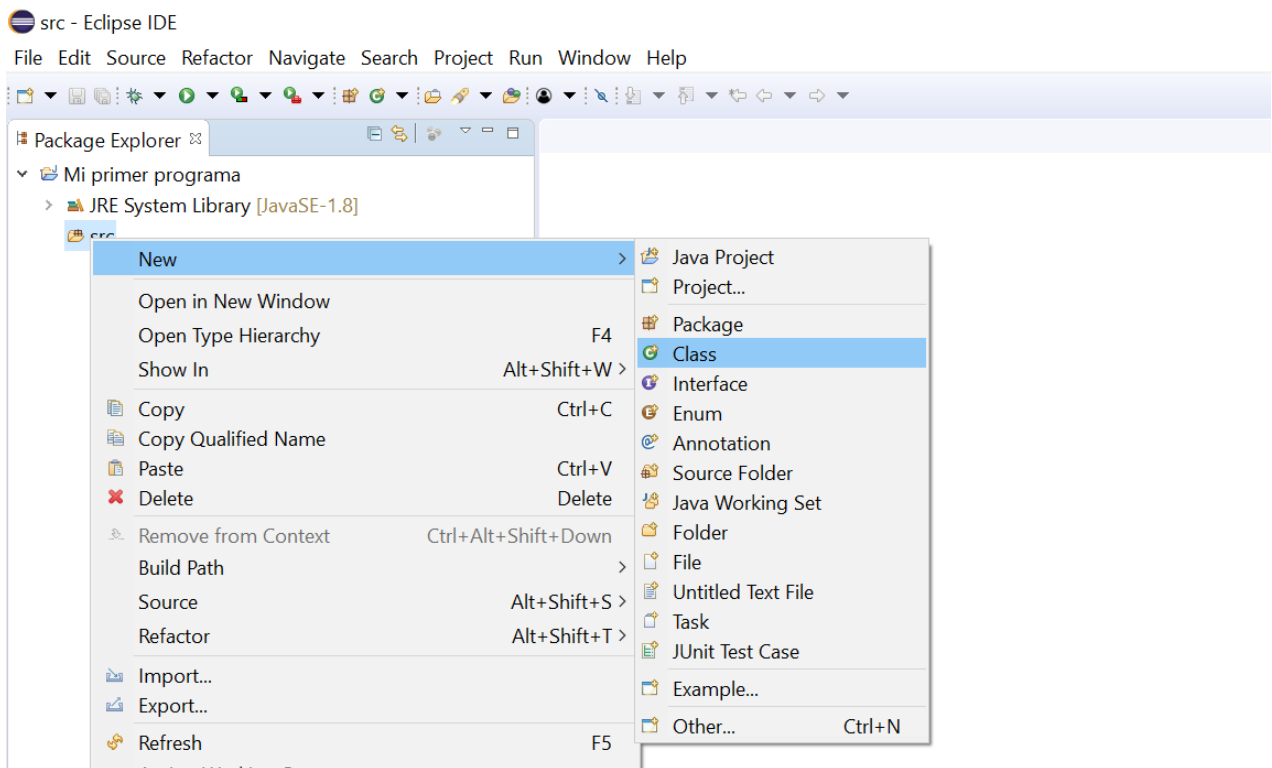 src - Eclipse IDE
File Edit Source Refactor Navigate Search Project Run Window Help
Package Explorer
Mi primer programa
JRE System Library [JavaSE-1.8]
src
New
Open in New Window
Open Type Hierarchy F4
Show In Alt+Shift+W >
Copy Ctrl+C
Copy Qualified Name
Paste Ctrl+V
Delete Delete
Remove from Context Ctrl+Alt+Shift+Down
Build Path >
Source Alt+Shift+S >
Refactor Alt+Shift+T >
Import...
Export...
Refresh F5
Java Project
Project...
Package
Class
Interface
Enum
Annotation
Source Folder
Java Working Set
Folder
File
Untitled Text File
Task
JUnit Test Case
Example...
Other... Ctrl+N